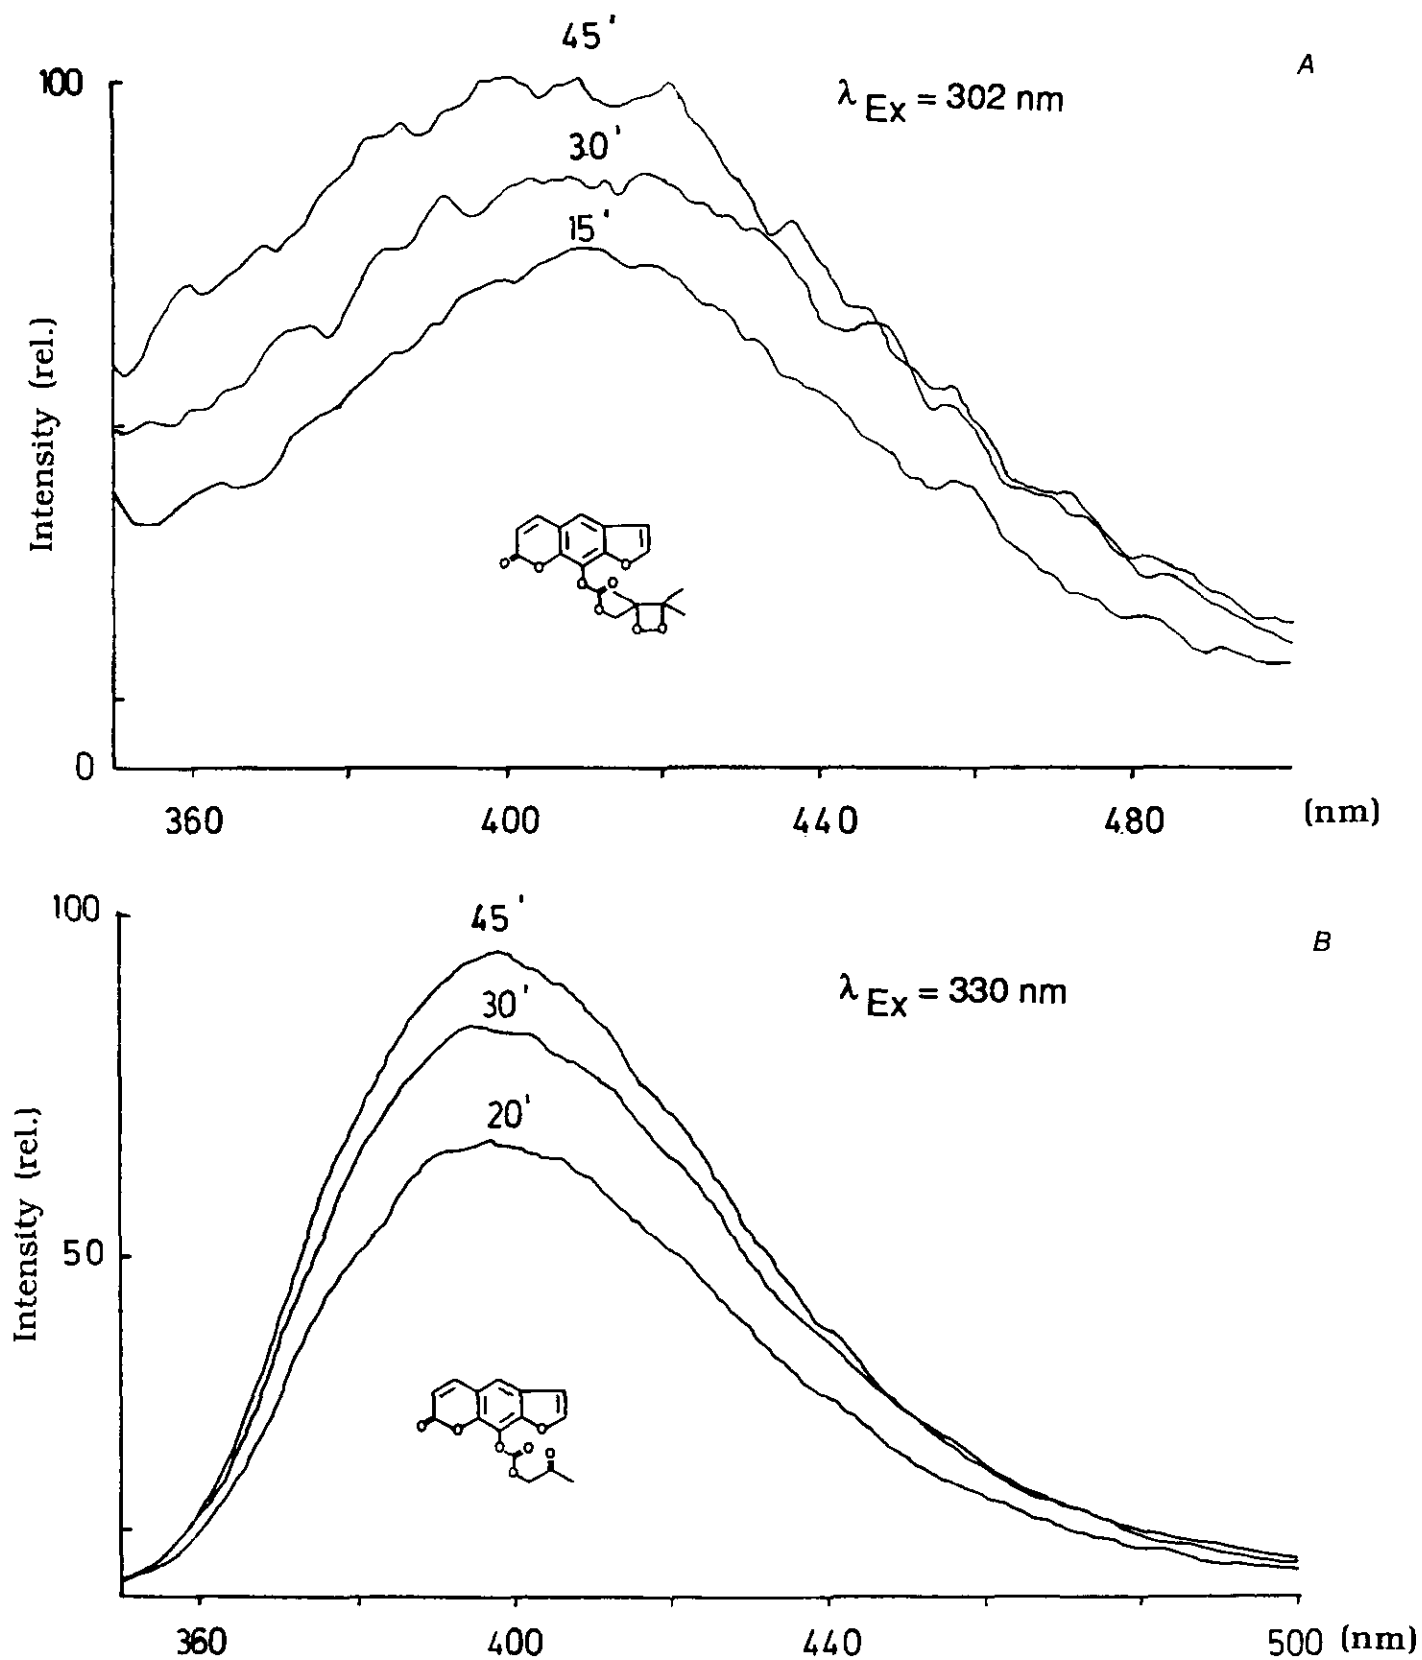 45'
A
100
λ Ex = 302 nm
30'
15'
Intensity (rel.)
O O O O O O O O
0
360 400 440 480 (nm)
100
45'
B
λ Ex = 330 nm
30'
20'
50
Intensity (rel.)
O O O O O O O
360 400 440 500 (nm)